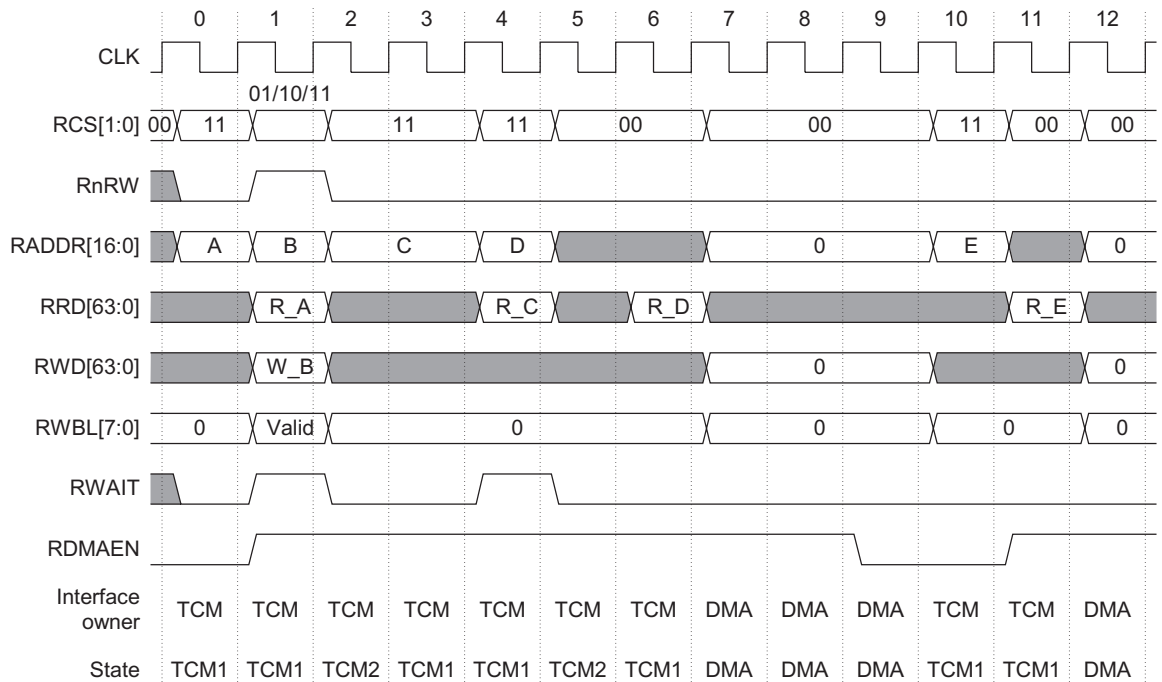 0 1 2 3 4 5 6 7 8 9 10 11 12
CLK
01/10/11
RCS[1:0] 00 11 11 11 00 00 11 00 00
RnRW
RADDR[16:0] A B C D 0 E 0
RRD[63:0] R_A R_C R_D R_E
RWD[63:0] W_B 0 0
RWBL[7:0] 0 Valid 0 0 0 0
RWAIT
RDMAEN
Interface
owner TCM TCM TCM TCM TCM TCM TCM DMA DMA DMA TCM TCM DMA
State TCM1 TCM1 TCM2 TCM1 TCM1 TCM2 TCM1 DMA DMA DMA TCM1 TCM1 DMA